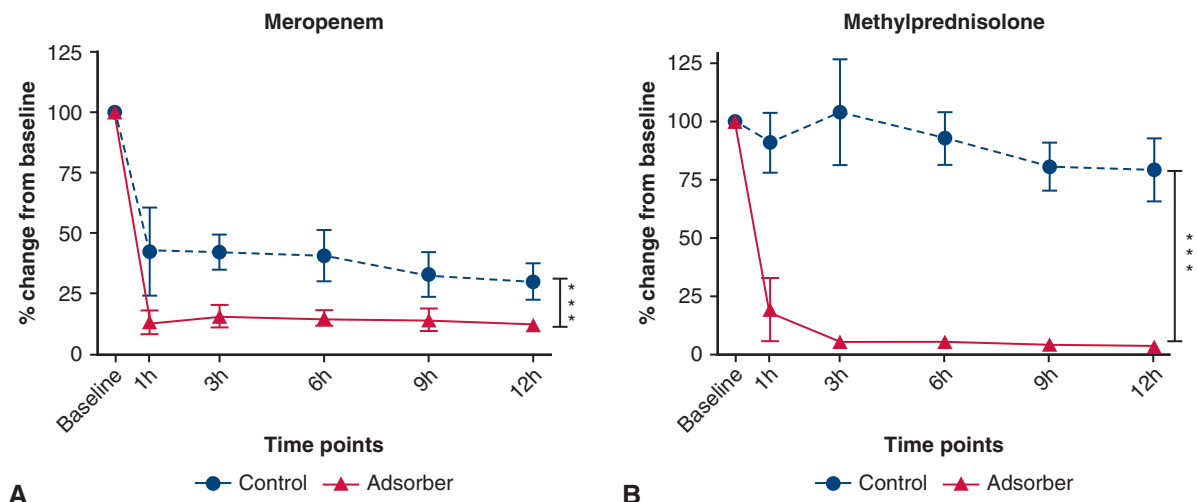 Meropenem
% change from baseline
125
100
75
50
25
0
Baseline
1h
3h
6h
9h
12h
***
Time points
Control
Adsorber
A
Methylprednisolone
% change from baseline
125
100
75
50
25
0
Baseline
1h
3h
6h
9h
12h
***
Time points
Control
Adsorber
B